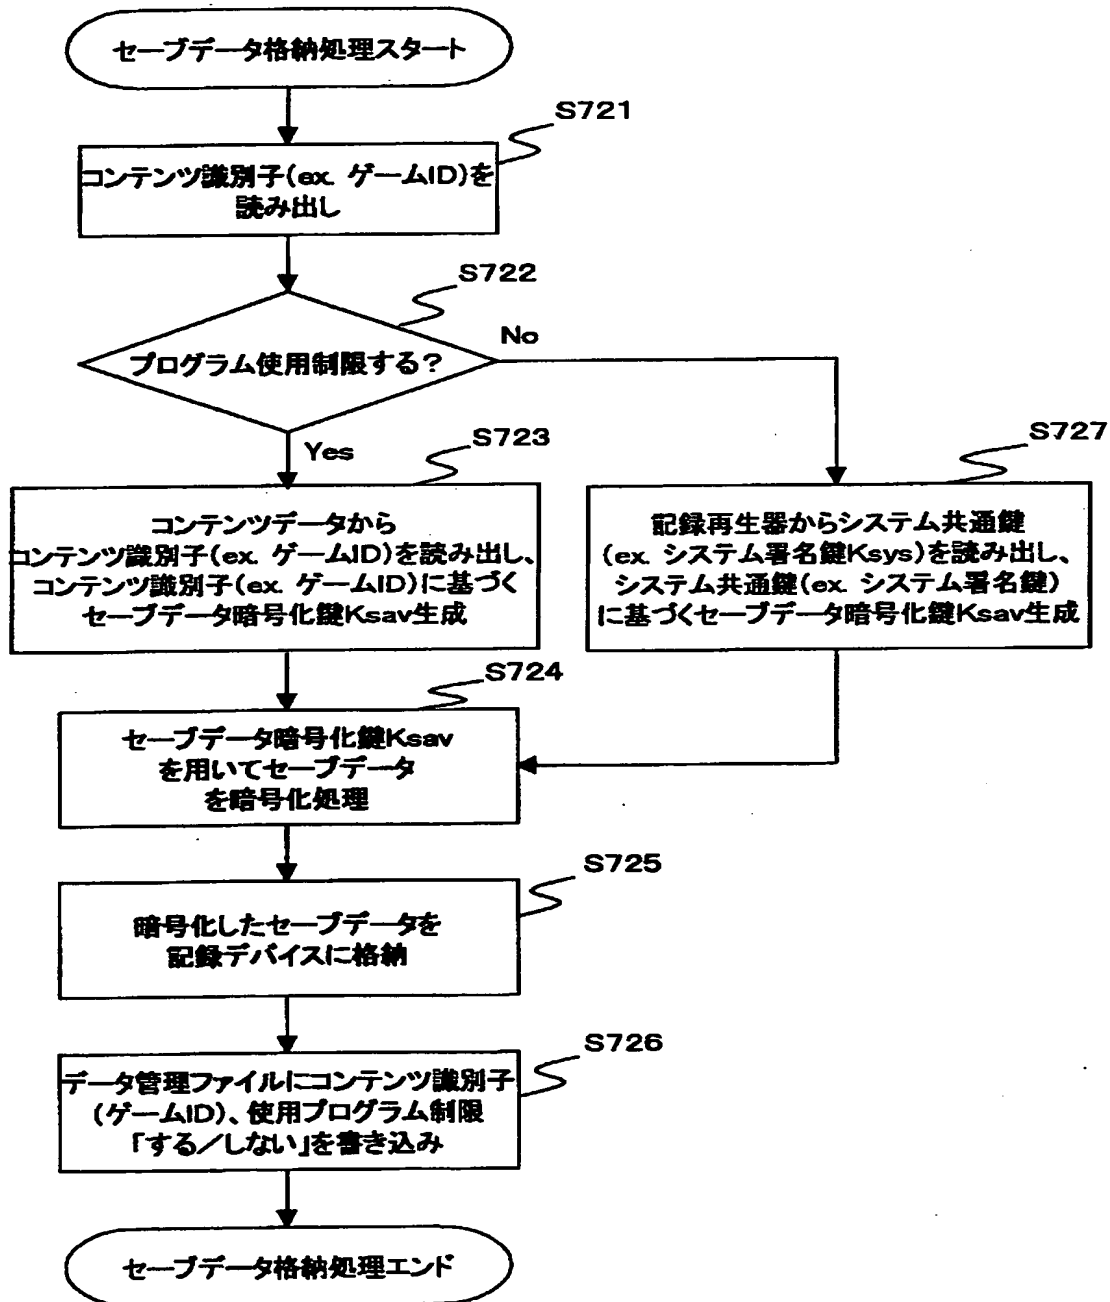 セーブデータ格納処理スタート
S721
コンテンツ識別子(ex. ゲームID)を
読み出し
S722
プログラム使用制限する?
No
Yes
S723
コンテンツデータから
コンテンツ識別子(ex. ゲームID)を読み出し、
コンテンツ識別子(ex. ゲームID)に基づく
セーブデータ暗号化鍵Ksav生成
S727
記録再生器からシステム共通鍵
(ex. システム署名鍵Ksys)を読み出し、
システム共通鍵(ex. システム署名鍵)
に基づくセーブデータ暗号化鍵Ksav生成
S724
セーブデータ暗号化鍵Ksav
を用いてセーブデータ
を暗号化処理
S725
暗号化したセーブデータを
記録デバイスに格納
S726
データ管理ファイルにコンテンツ識別子
(ゲームID)、使用プログラム制限
「する/しない」を書き込み
セーブデータ格納処理エンド